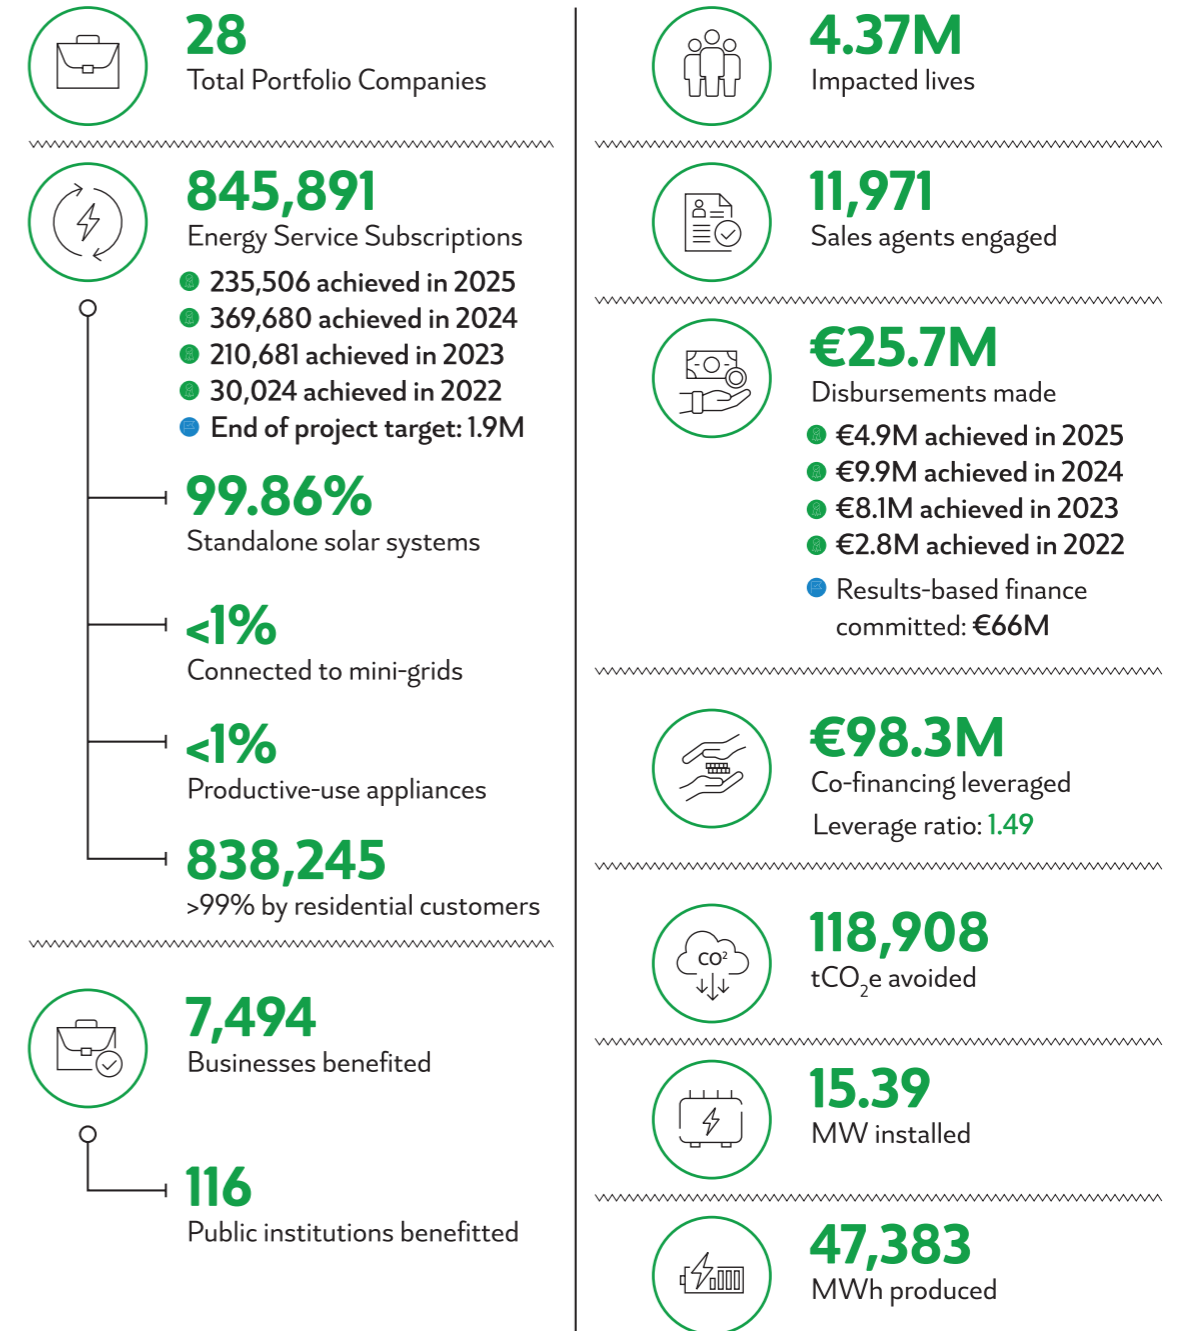 28
Total Portfolio Companies
845,891
Energy Service Subscriptions
235,506 achieved in 2025
369,680 achieved in 2024
210,681 achieved in 2023
30,024 achieved in 2022
End of project target: 1.9M
99.86%
Standalone solar systems
<1%
Connected to mini-grids
<1%
Productive-use appliances
838,245
>99% by residential customers
7,494
Businesses benefited
116
Public institutions benefitted
4.37M
Impacted lives
11,971
Sales agents engaged
€25.7M
Disbursements made
€4.9M achieved in 2025
€9.9M achieved in 2024
€8.1M achieved in 2023
€2.8M achieved in 2022
Results-based finance
committed: €66M
€98.3M
Co-financing leveraged
Leverage ratio: 1.49
CO²
118,908
tCO₂e avoided
15.39
MW installed
47,383
MWh produced